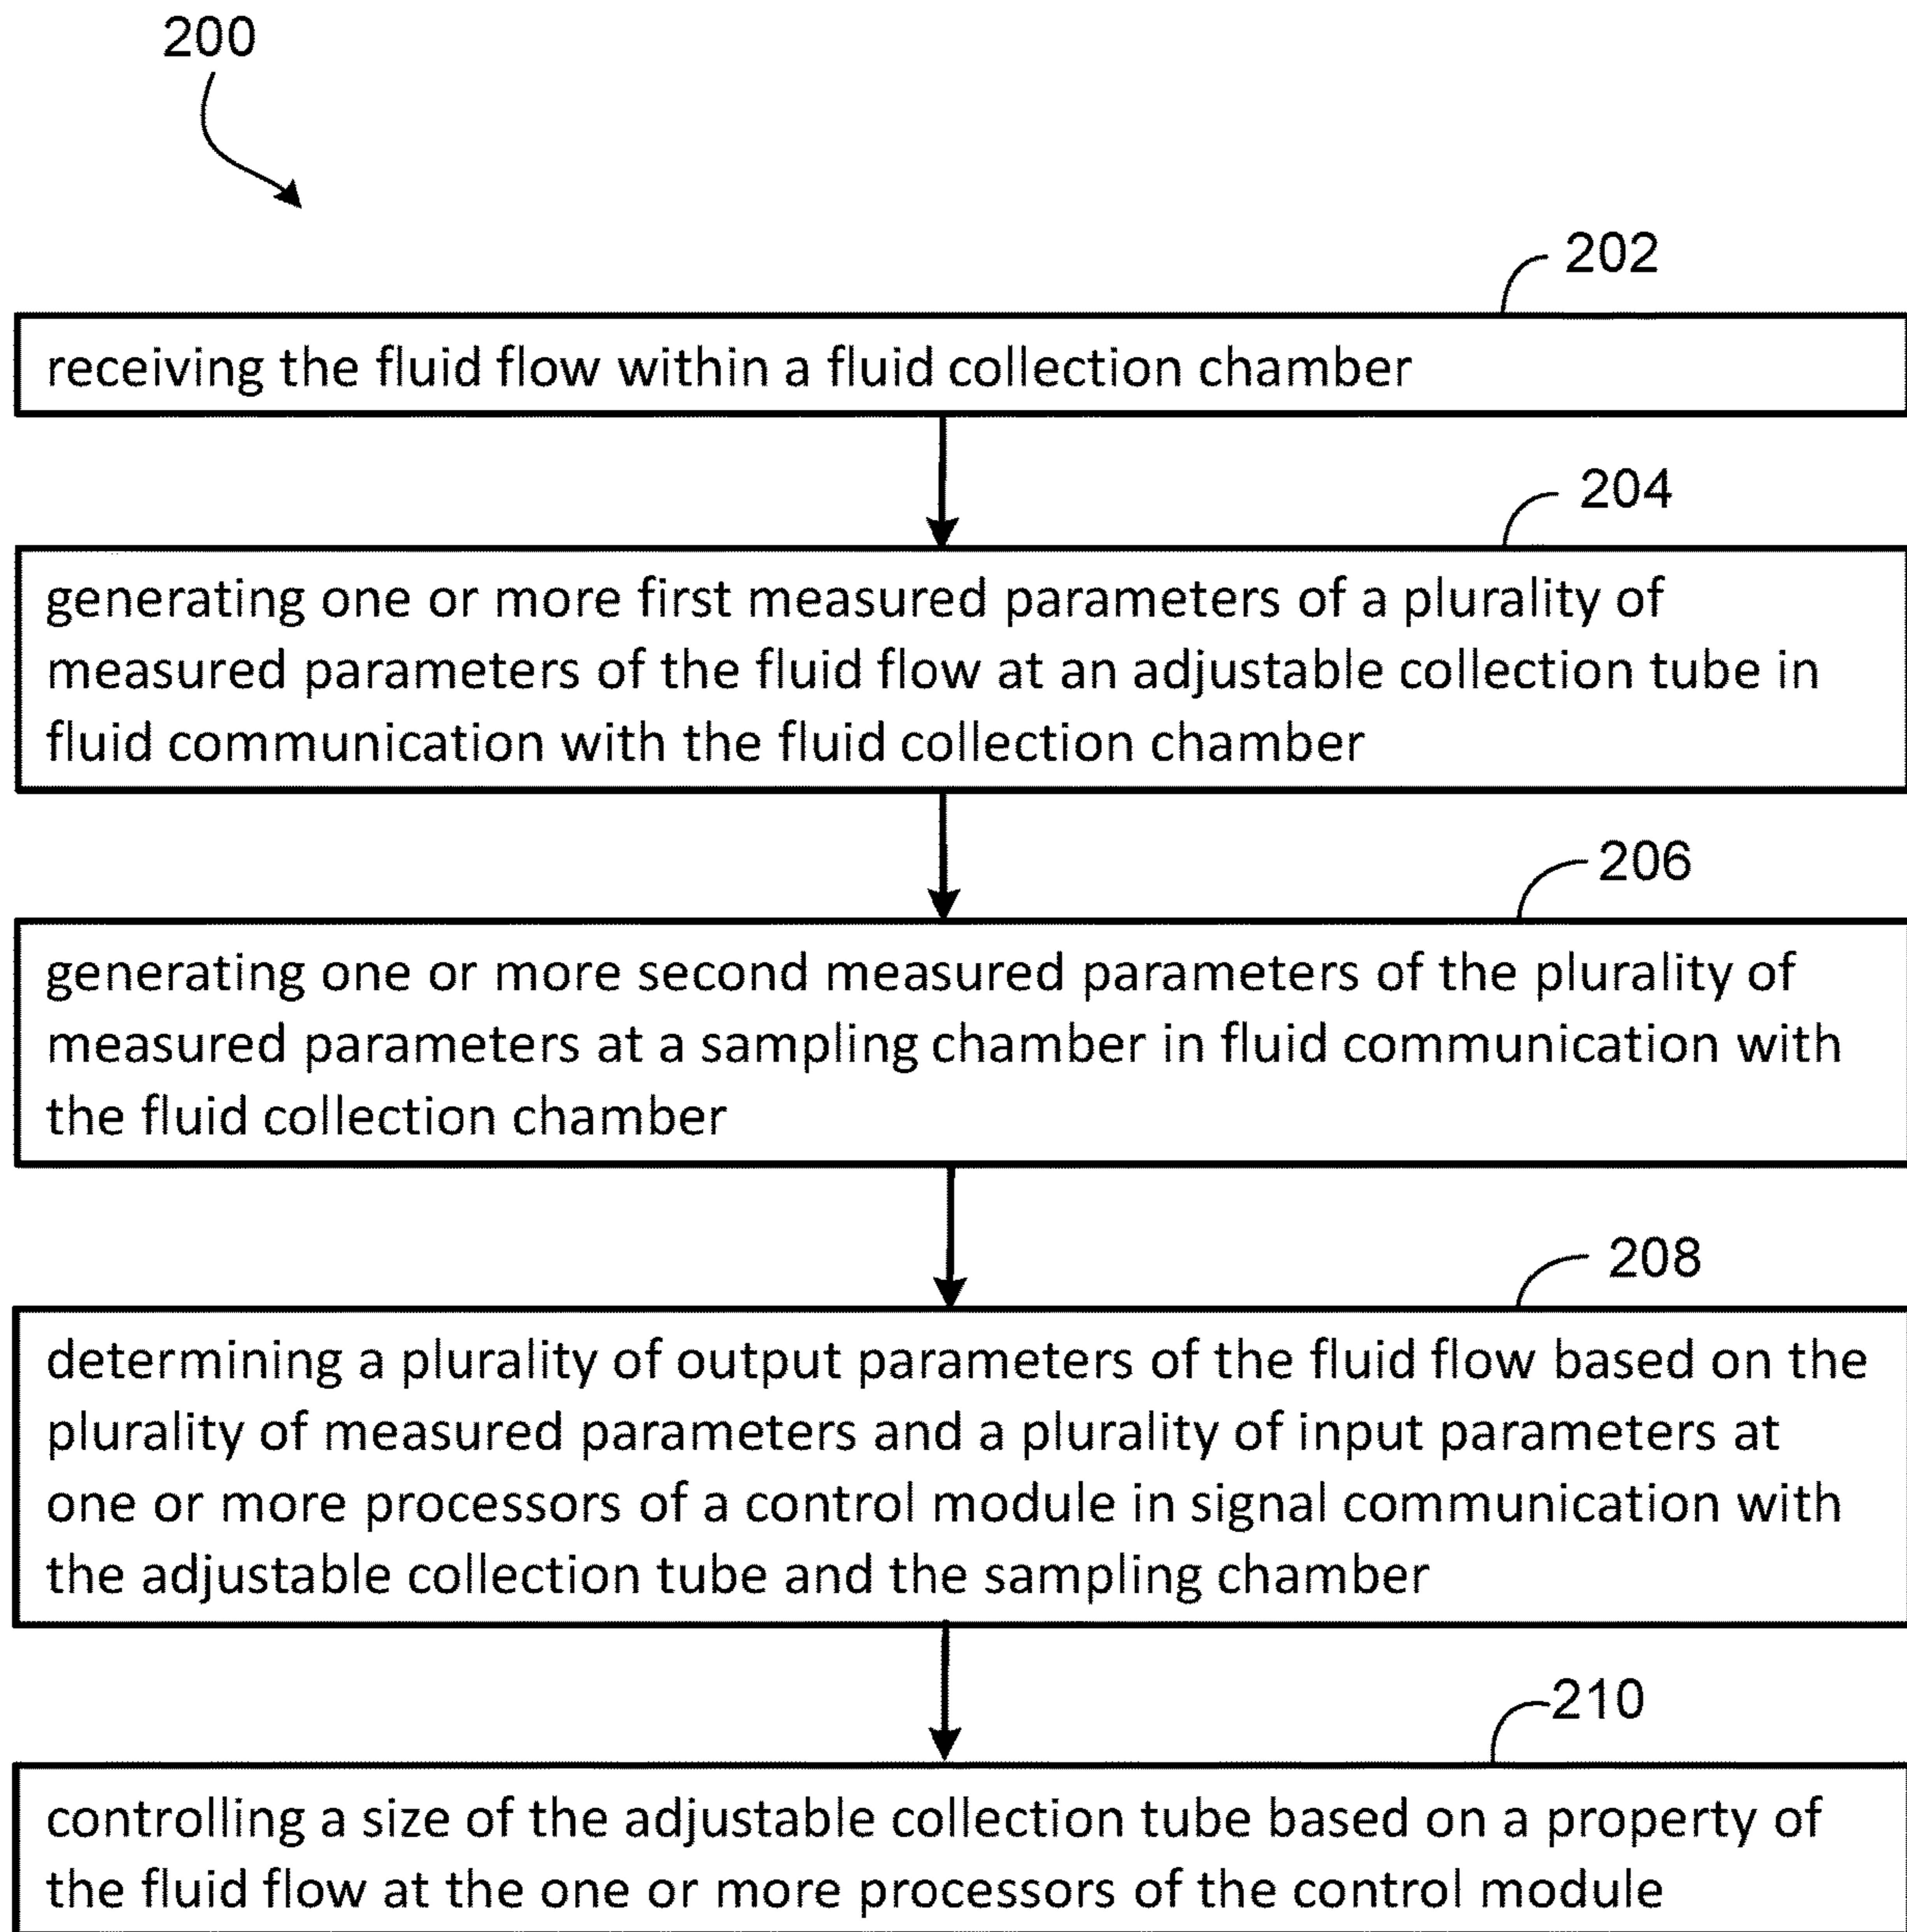 200
202
receiving the fluid flow within a fluid collection chamber
204
generating one or more first measured parameters of a plurality of
measured parameters of the fluid flow at an adjustable collection tube in
fluid communication with the fluid collection chamber
206
generating one or more second measured parameters of the plurality of
measured parameters at a sampling chamber in fluid communication with
the fluid collection chamber
208
determining a plurality of output parameters of the fluid flow based on the
plurality of measured parameters and a plurality of input parameters at
one or more processors of a control module in signal communication with
the adjustable collection tube and the sampling chamber
210
controlling a size of the adjustable collection tube based on a property of
the fluid flow at the one or more processors of the control module